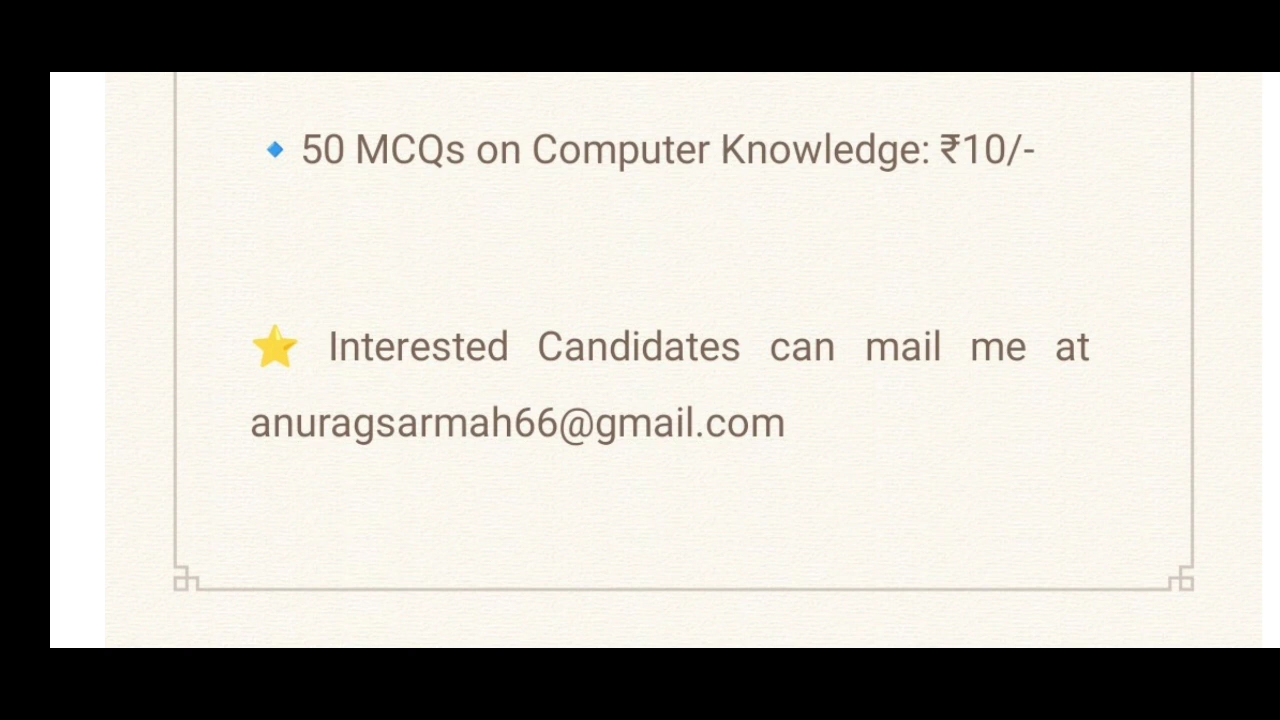 🔹 50 MCQs on Computer Knowledge: ₹10/-
⭐ Interested Candidates can mail me at
anuragsarmah66@gmail.com